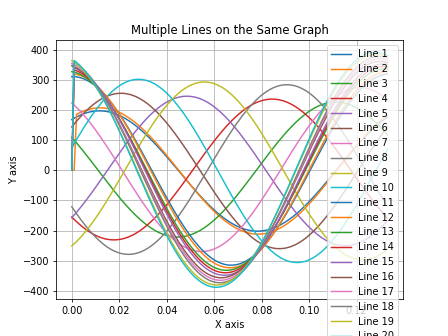 Multiple Lines on the Same Graph
Y axis
400
300
200
100
0
−100
−200
−300
−400
0.00
0.02
0.04
0.06
0.08
0.10
X axis
Line 1
Line 2
Line 3
Line 4
Line 5
Line 6
Line 7
Line 8
Line 9
Line 10
Line 11
Line 12
Line 13
Line 14
Line 15
Line 16
Line 17
Line 18
Line 19
Line 20